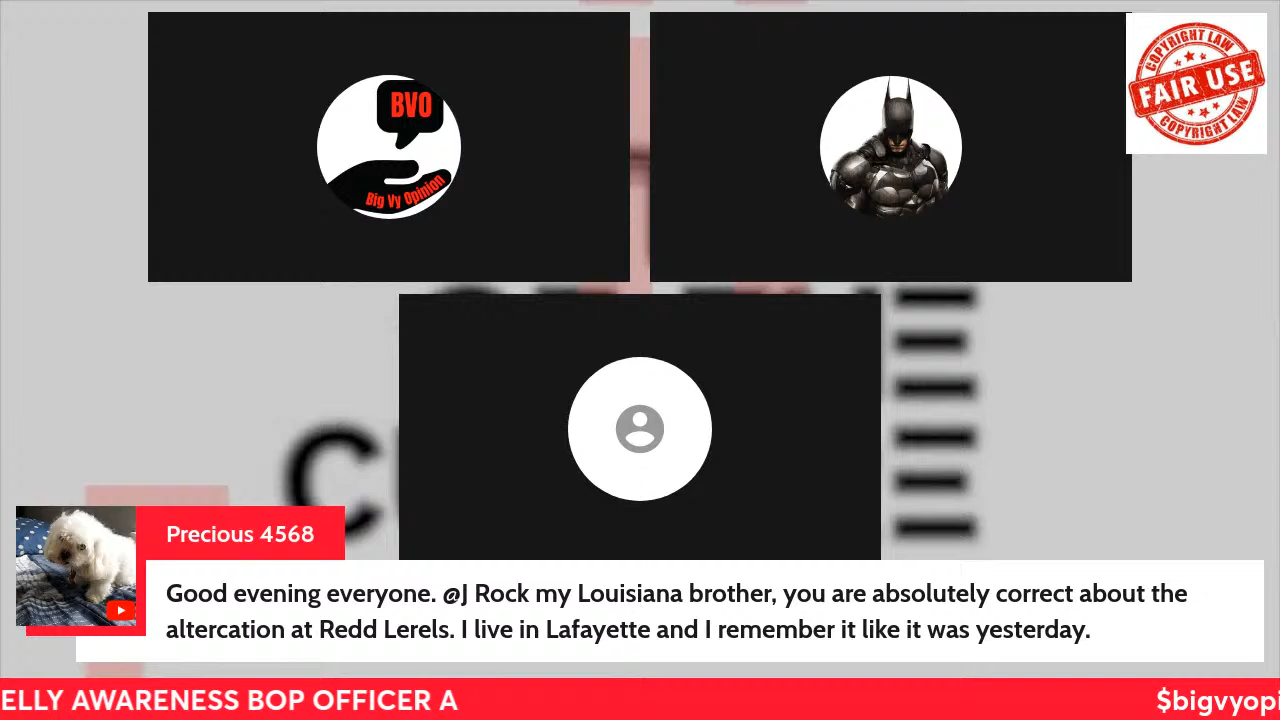 BVO
Big Vy Opinion
COPYRIGHT LAW
FAIR USE
COPYRIGHT LAW
Precious 4568
Good evening everyone. @J Rock my Louisiana brother, you are absolutely correct about the
altercation at Redd Lerels. I live in Lafayette and I remember it like it was yesterday.
ELLY AWARENESS BOP OFFICER A
$bigvyopi